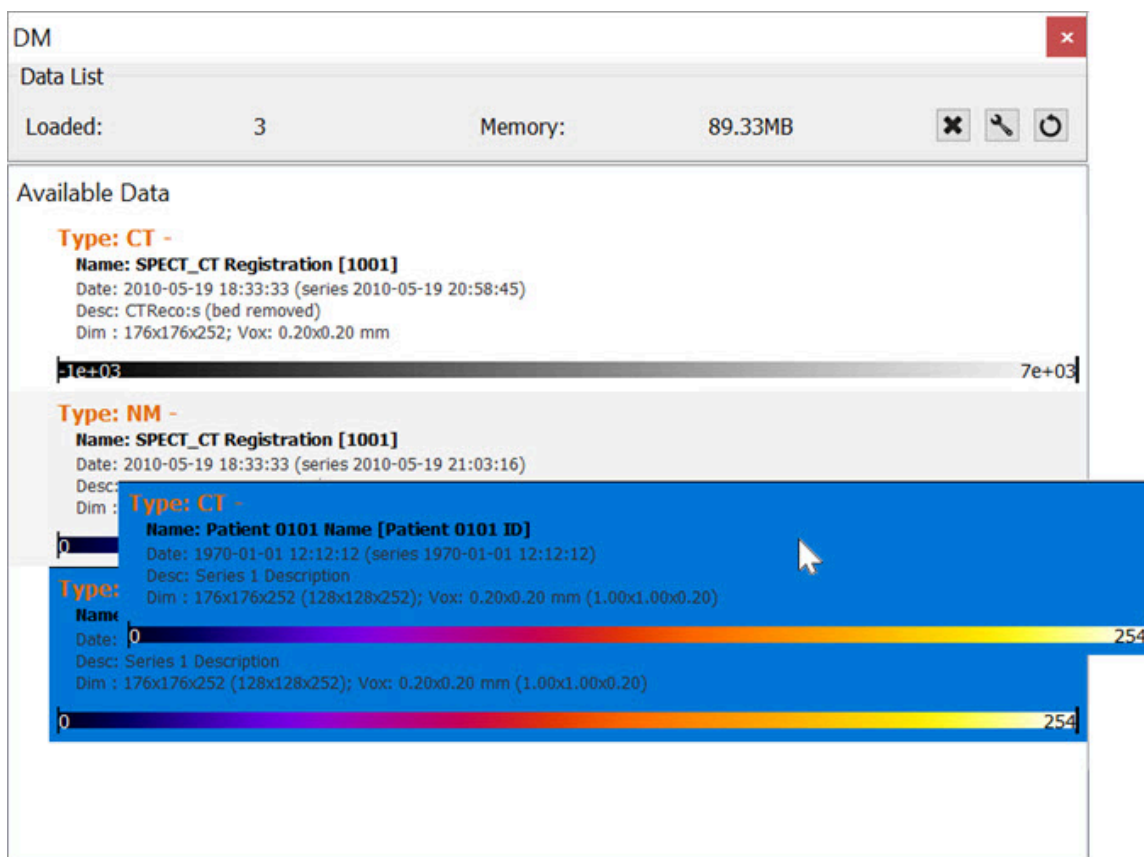 DM
Data List
Loaded: 3 Memory: 89.33MB
Available Data
Type: CT -
Name: SPECT_CT Registration [1001]
Date: 2010-05-19 18:33:33 (series 2010-05-19 20:58:45)
Desc: CTReco:s (bed removed)
Dim : 176x176x252; Vox: 0.20x0.20 mm
-1e+03 7e+03
Type: NM -
Name: SPECT_CT Registration [1001]
Date: 2010-05-19 18:33:33 (series 2010-05-19 21:03:16)
Desc:
Dim :
0
Type: CT -
Name: Patient 0101 Name [Patient 0101 ID]
Date: 1970-01-01 12:12:12 (series 1970-01-01 12:12:12)
Desc: Series 1 Description
Dim : 176x176x252 (128x128x252); Vox: 0.20x0.20 mm (1.00x1.00x0.20)
0 254
Type:
Name
Date:
Desc: Series 1 Description
Dim : 176x176x252 (128x128x252); Vox: 0.20x0.20 mm (1.00x1.00x0.20)
0 254